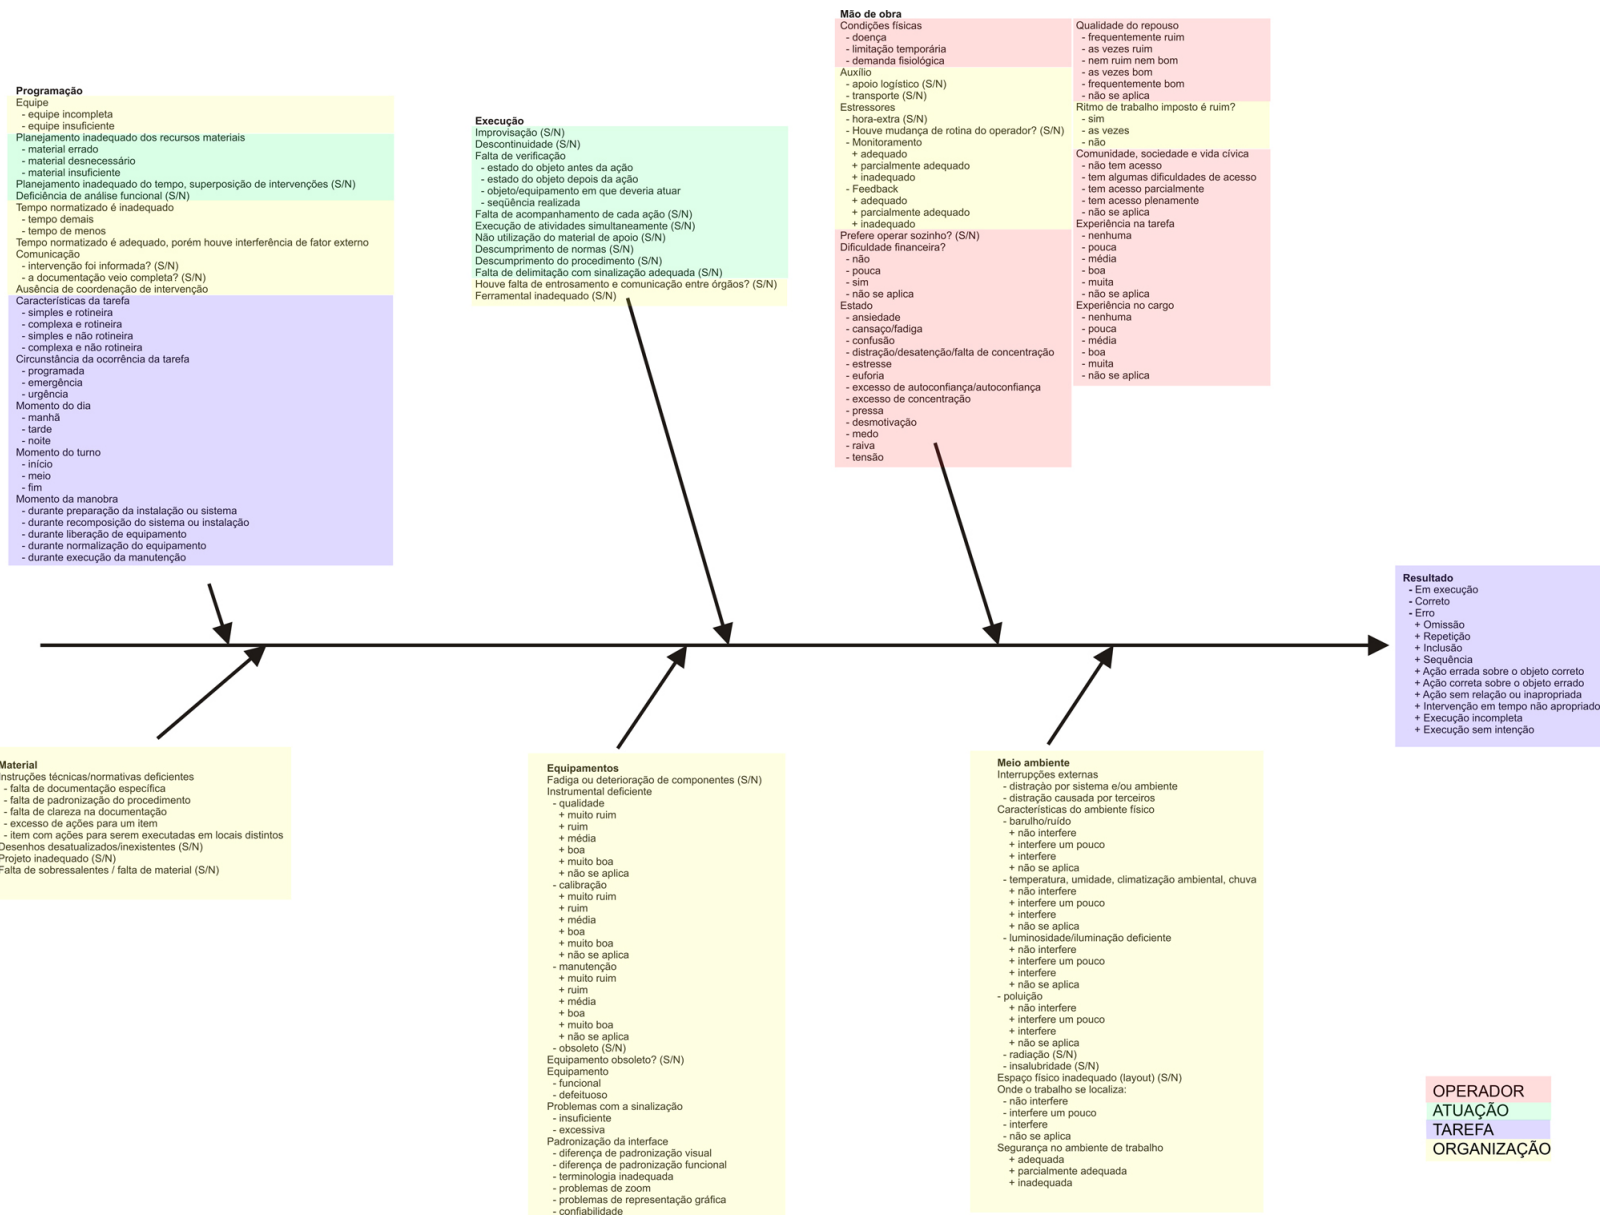 Programação
Equipe
- equipe incompleta
- equipe insuficiente
Planejamento inadequado dos recursos materiais
- material errado
- material desnecessário
- material insuficiente
Planejamento inadequado do tempo, superposição de intervenções (S/N)
Deficiência de análise funcional (S/N)
Tempo normatizado é inadequado
- tempo demais
- tempo de menos
Tempo normatizado é adequado, porém houve interferência de fator externo
Comunicação
- intervenção foi informada? (S/N)
- a documentação veio completa? (S/N)
Ausência de coordenação de intervenção
Características da tarefa
- simples e rotineira
- complexa e rotineira
- simples e não rotineira
- complexa e não rotineira
Circunstância da ocorrência da tarefa
- programada
- emergência
- urgência
Momento do dia
- manhã
- tarde
- noite
Momento do turno
- início
- meio
- fim
Momento da manobra
- durante preparação da instalação ou sistema
- durante recomposição do sistema ou instalação
- durante liberação de equipamento
- durante normalização do equipamento
- durante execução da manutenção
Execução
Improvisação (S/N)
Descontinuidade (S/N)
Falta de verificação
- estado do objeto antes da ação
- estado do objeto depois da ação
- objeto/equipamento em que deveria atuar
- seqüência realizada
Falta de acompanhamento de cada ação (S/N)
Execução de atividades simultaneamente (S/N)
Não utilização do material de apoio (S/N)
Descumprimento de normas (S/N)
Descumprimento do procedimento (S/N)
Falta de delimitação com sinalização adequada (S/N)
Houve falta de entrosamento e comunicação entre órgãos? (S/N)
Ferramental inadequado (S/N)
Mão de obra
Condições físicas
- doença
- limitação temporária
- demanda fisiológica
Auxílio
- apoio logístico (S/N)
- transporte (S/N)
Estressores
- hora-extra (S/N)
- Houve mudança de rotina do operador? (S/N)
- Monitoramento
+ adequado
+ parcialmente adequado
+ inadequado
- Feedback
+ adequado
+ parcialmente adequado
+ inadequado
Prefere operar sozinho? (S/N)
Dificuldade financeira?
- não
- pouca
- sim
- não se aplica
Estado
- ansiedade
- cansaço/fadiga
- confusão
- distração/desatenção/falta de concentração
- estresse
- euforia
- excesso de autoconfiança/autoconfiança
- excesso de concentração
- pressa
- desmotivação
- medo
- raiva
- tensão
Qualidade do repouso
- frequentemente ruim
- as vezes ruim
- nem ruim nem bom
- as vezes bom
- frequentemente bom
- não se aplica
Ritmo de trabalho imposto é ruim?
- sim
- as vezes
- não
Comunidade, sociedade e vida cívica
- não tem acesso
- tem algumas dificuldades de acesso
- tem acesso parcialmente
- tem acesso plenamente
- não se aplica
Experiência na tarefa
- nenhuma
- pouca
- média
- boa
- muita
- não se aplica
Experiência no cargo
- nenhuma
- pouca
- média
- boa
- muita
- não se aplica
Resultado
- Em execução
- Correto
- Erro
+ Omissão
+ Repetição
+ Inclusão
+ Sequência
+ Ação errada sobre o objeto correto
+ Ação correta sobre o objeto errado
+ Ação sem relação ou inapropriada
+ Intervenção em tempo não apropriado
+ Execução incompleta
+ Execução sem intenção
Material
Instruções técnicas/normativas deficientes
- falta de documentação específica
- falta de padronização do procedimento
- falta de clareza na documentação
- excesso de ações para um item
- item com ações para serem executadas em locais distintos
Desenhos desatualizados/inexistentes (S/N)
Projeto inadequado (S/N)
Falta de sobressalentes / falta de material (S/N)
Equipamentos
Fadiga ou deterioração de componentes (S/N)
Instrumental deficiente
- qualidade
+ muito ruim
+ ruim
+ média
+ boa
+ muito boa
+ não se aplica
- calibração
+ muito ruim
+ ruim
+ média
+ boa
+ muito boa
+ não se aplica
- manutenção
+ muito ruim
+ ruim
+ média
+ boa
+ muito boa
+ não se aplica
- obsoleto (S/N)
Equipamento obsoleto? (S/N)
Equipamento
- funcional
- defeituoso
Problemas com a sinalização
- insuficiente
- excessiva
Padronização da interface
- diferença de padronização visual
- diferença de padronização funcional
- terminologia inadequada
- problemas de zoom
- problemas de representação gráfica
- confiabilidade
Meio ambiente
Interrupções externas
- distraçào por sistema e/ou ambiente
- distração causada por terceiros
Características do ambiente físico
- barulho/ruído
+ não interfere
+ interfere um pouco
+ interfere
+ não se aplica
- temperatura, umidade, climatização ambiental, chuva
+ não interfere
+ interfere um pouco
+ interfere
+ não se aplica
- luminosidade/iluminação deficiente
+ não interfere
+ interfere um pouco
+ interfere
+ não se aplica
- poluição
+ não interfere
+ interfere um pouco
+ interfere
+ não se aplica
- radiação (S/N)
- insalubridade (S/N)
Espaço físico inadequado (layout) (S/N)
Onde o trabalho se localiza:
- não interfere
- interfere um pouco
- interfere
- não se aplica
Segurança no ambiente de trabalho
+ adequada
+ parcialmente adequada
+ inadequada
OPERADOR
ATUAÇÃO
TAREFA
ORGANIZAÇÃO